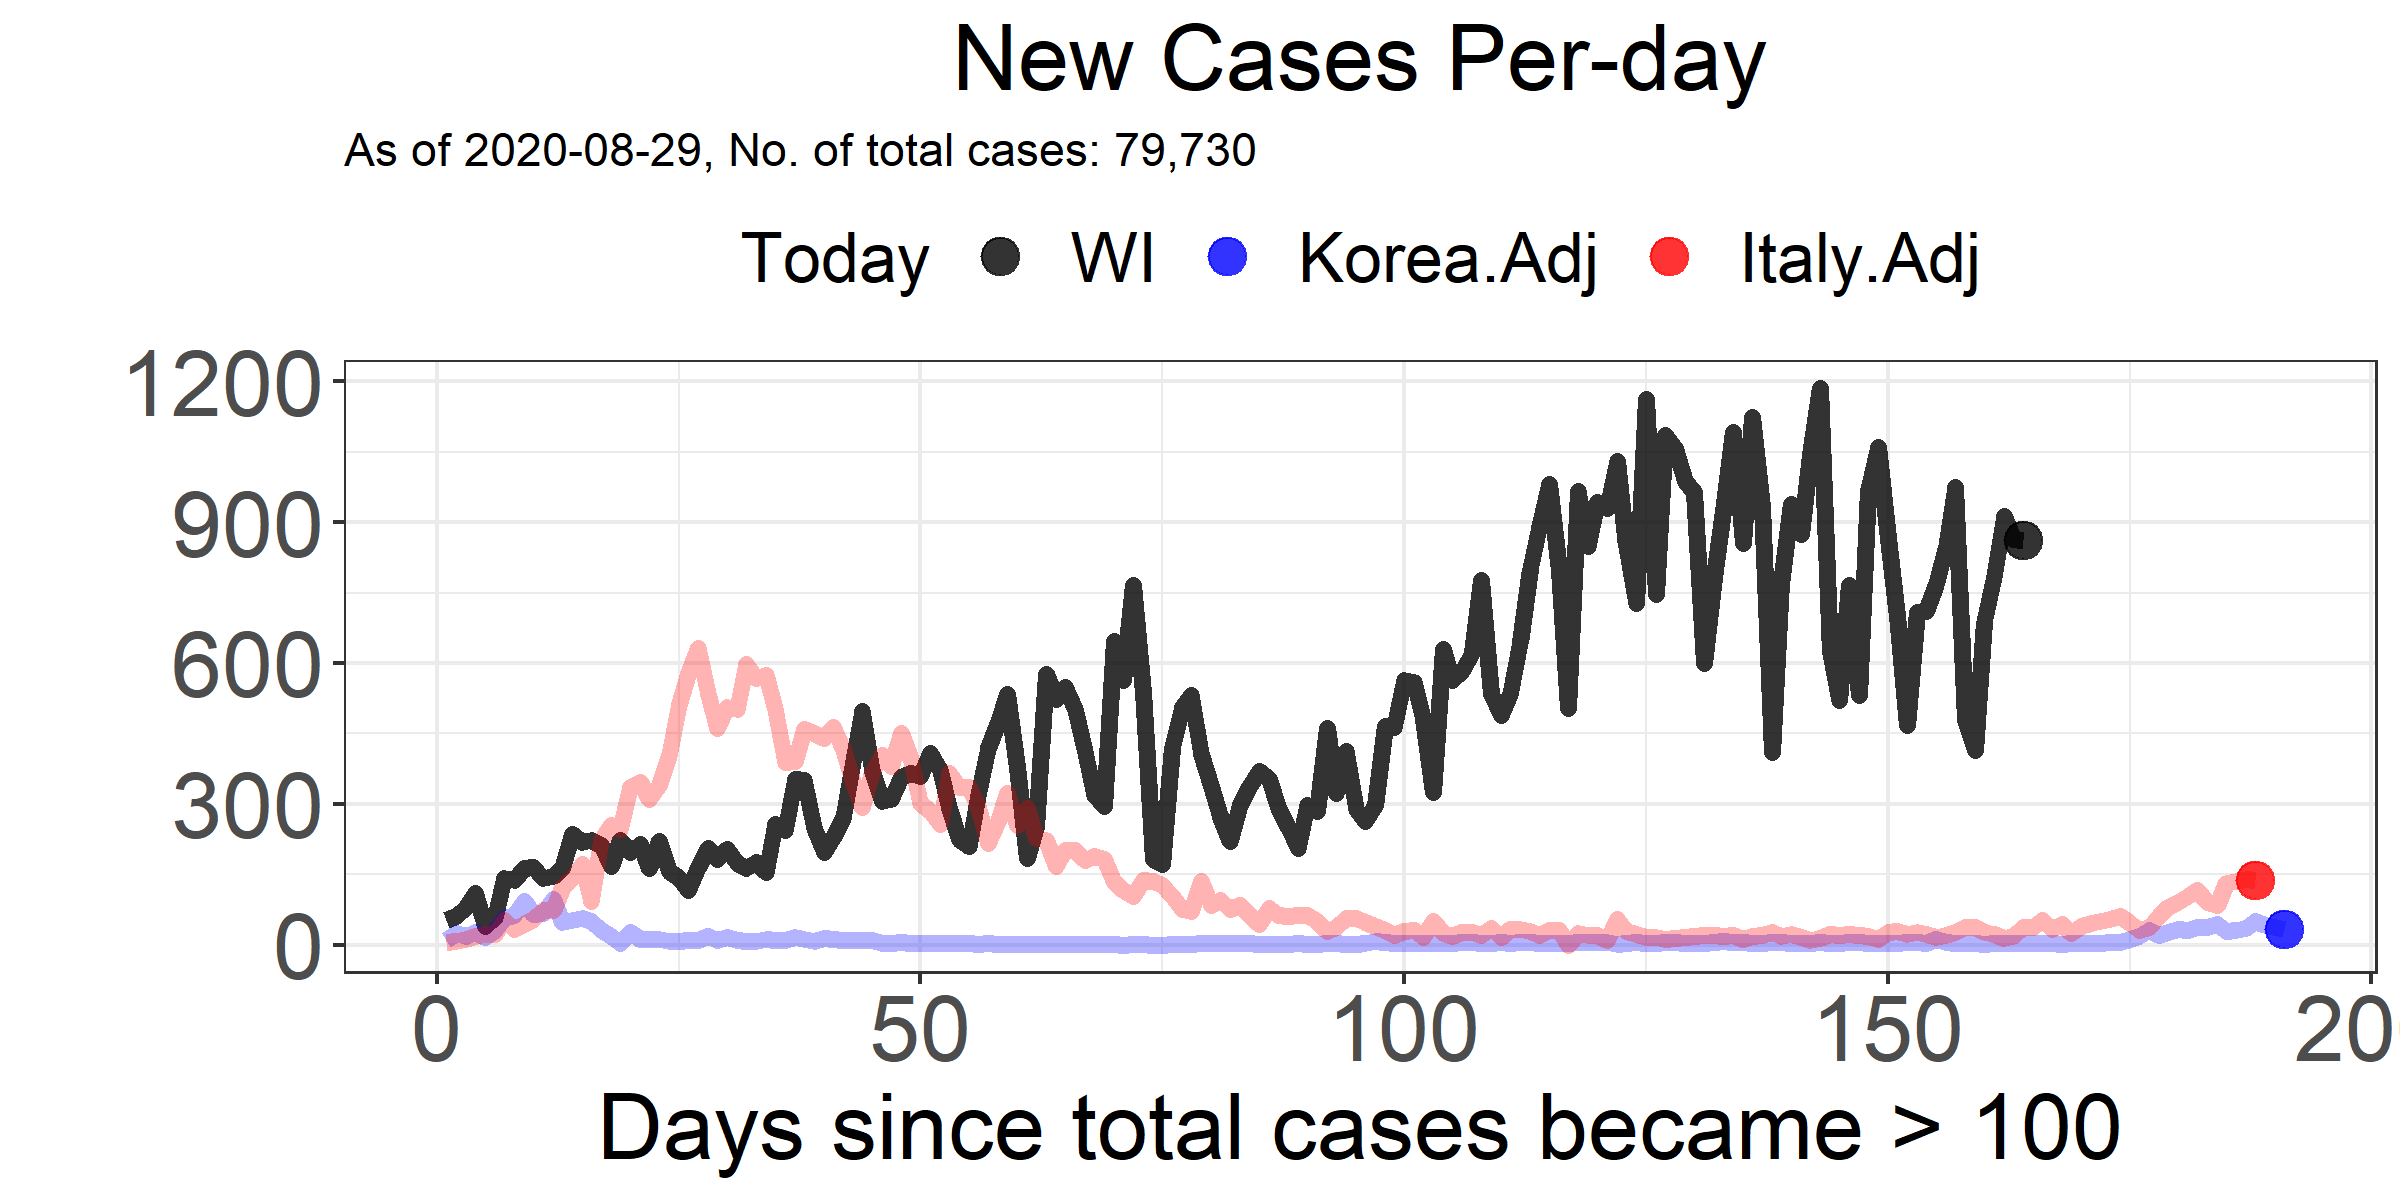 New Cases Per-day
As of 2020-08-29, No. of total cases: 79,730
Today WI Korea.Adj Italy.Adj
1200
900
600
300
0
0 50 100 150 20
Days since total cases became > 100